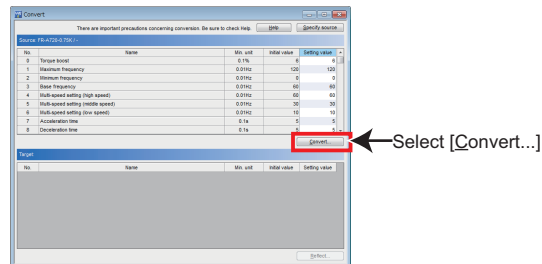 Convert
There are important precautions concerning conversion. Be sure to check Help. Help Specify source
Source: FR-A720-0.75K / -
No. Name Min. unit Initial value Setting value
0 Torque boost 0.1% 6 6
1 Maximum frequency 0.01Hz 120 120
2 Minimum frequency 0.01Hz 0 0
3 Base frequency 0.01Hz 60 60
4 Multi-speed setting (high speed) 0.01Hz 60 60
5 Multi-speed setting (middle speed) 0.01Hz 30 30
6 Multi-speed setting (low speed) 0.01Hz 10 10
7 Acceleration time 0.1s 5 5
8 Deceleration time 0.1s 5 5
Convert...
Select [Convert...]
Target:
No. Name Min. unit Initial value Setting value
Reflect...